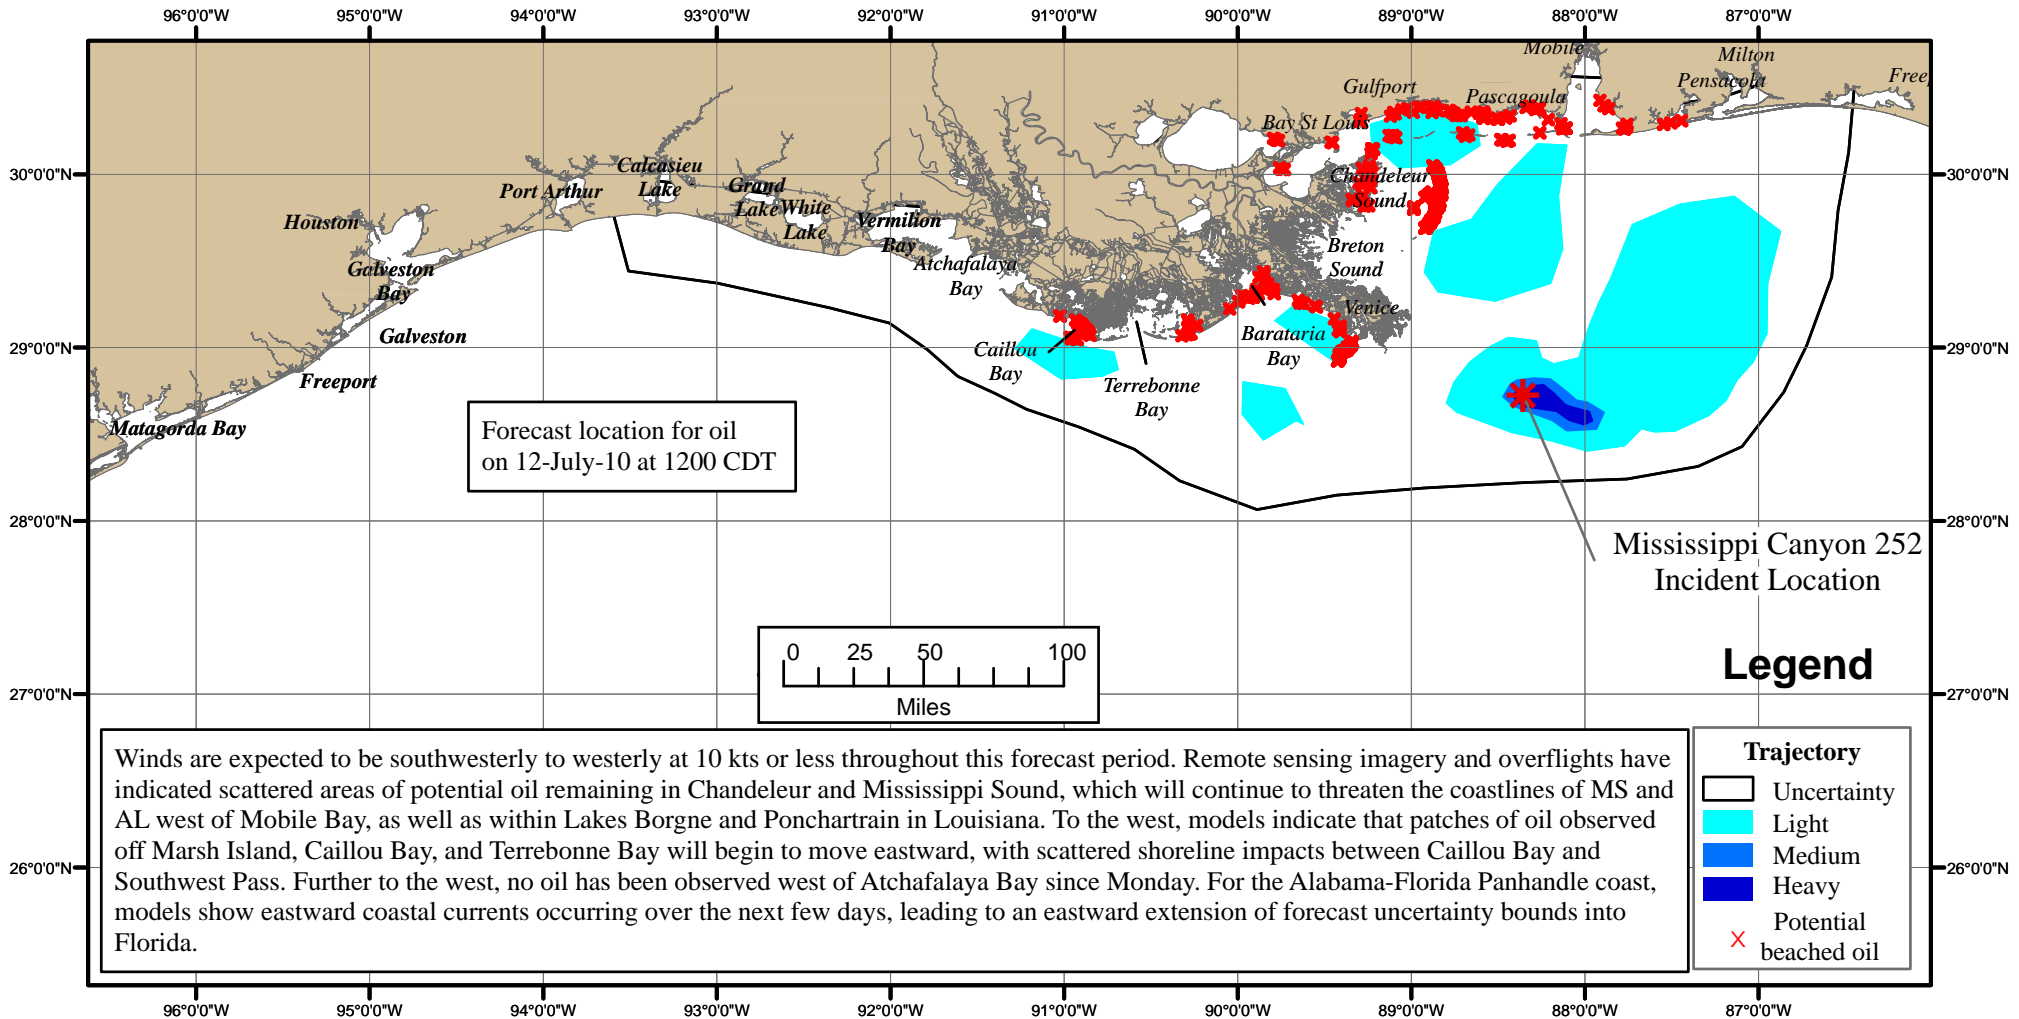 96°0'0"W
95°0'0"W
94°0'0"W
93°0'0"W
92°0'0"W
91°0'0"W
90°0'0"W
89°0'0"W
88°0'0"W
87°0'0"W
Mobile
Milton
Pensacola
Free
Gulfport
Pascagoula
Bay St Louis
30°0'0"N
30°0'0"N
Calcasieu
Lake
Port Arthur
Grand
Lake
White
Lake
Chandeleur
Sound
Houston
Vermilion
Bay
Breton
Sound
Atchafalaya
Bay
Galveston
Bay
Venice
Galveston
29°0'0"N
29°0'0"N
Caillou
Bay
Barataria
Bay
Terrebonne
Bay
Freeport
Matagorda Bay
Forecast location for oil
on 12-July-10 at 1200 CDT
28°0'0"N
28°0'0"N
Mississippi Canyon 252
Incident Location
0 25 50 100
Miles
27°0'0"N
27°0'0"N
Legend
Winds are expected to be southwesterly to westerly at 10 kts or less throughout this forecast period. Remote sensing imagery and overflights have
indicated scattered areas of potential oil remaining in Chandeleur and Mississippi Sound, which will continue to threaten the coastlines of MS and
AL west of Mobile Bay, as well as within Lakes Borgne and Ponchartrain in Louisiana. To the west, models indicate that patches of oil observed
off Marsh Island, Caillou Bay, and Terrebonne Bay will begin to move eastward, with scattered shoreline impacts between Caillou Bay and
Southwest Pass. Further to the west, no oil has been observed west of Atchafalaya Bay since Monday. For the Alabama-Florida Panhandle coast,
models show eastward coastal currents occurring over the next few days, leading to an eastward extension of forecast uncertainty bounds into
Florida.
Trajectory
Uncertainty
Light
Medium
Heavy
Potential
beached oil
26°0'0"N
26°0'0"N
96°0'0"W
95°0'0"W
94°0'0"W
93°0'0"W
92°0'0"W
91°0'0"W
90°0'0"W
89°0'0"W
88°0'0"W
87°0'0"W